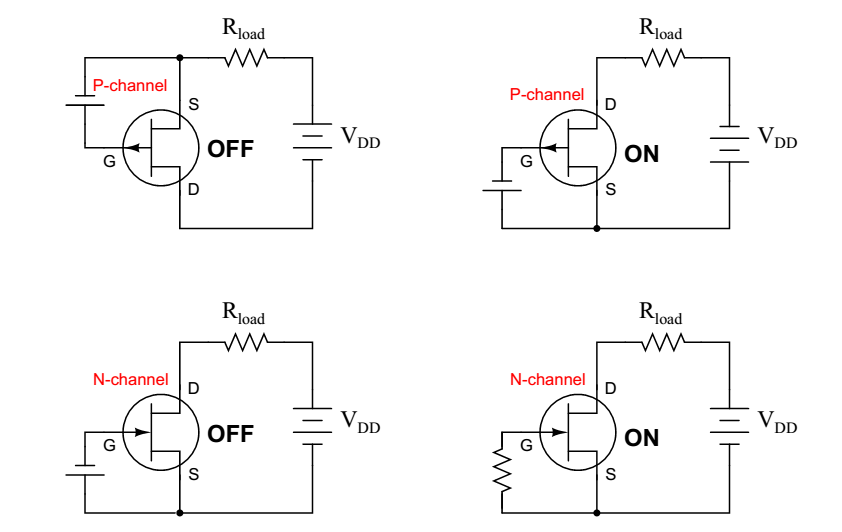 R_load
P-channel
S
G
OFF
V_DD
D
R_load
P-channel
D
G
ON
V_DD
S
R_load
N-channel
D
G
OFF
V_DD
S
R_load
N-channel
D
G
ON
V_DD
S